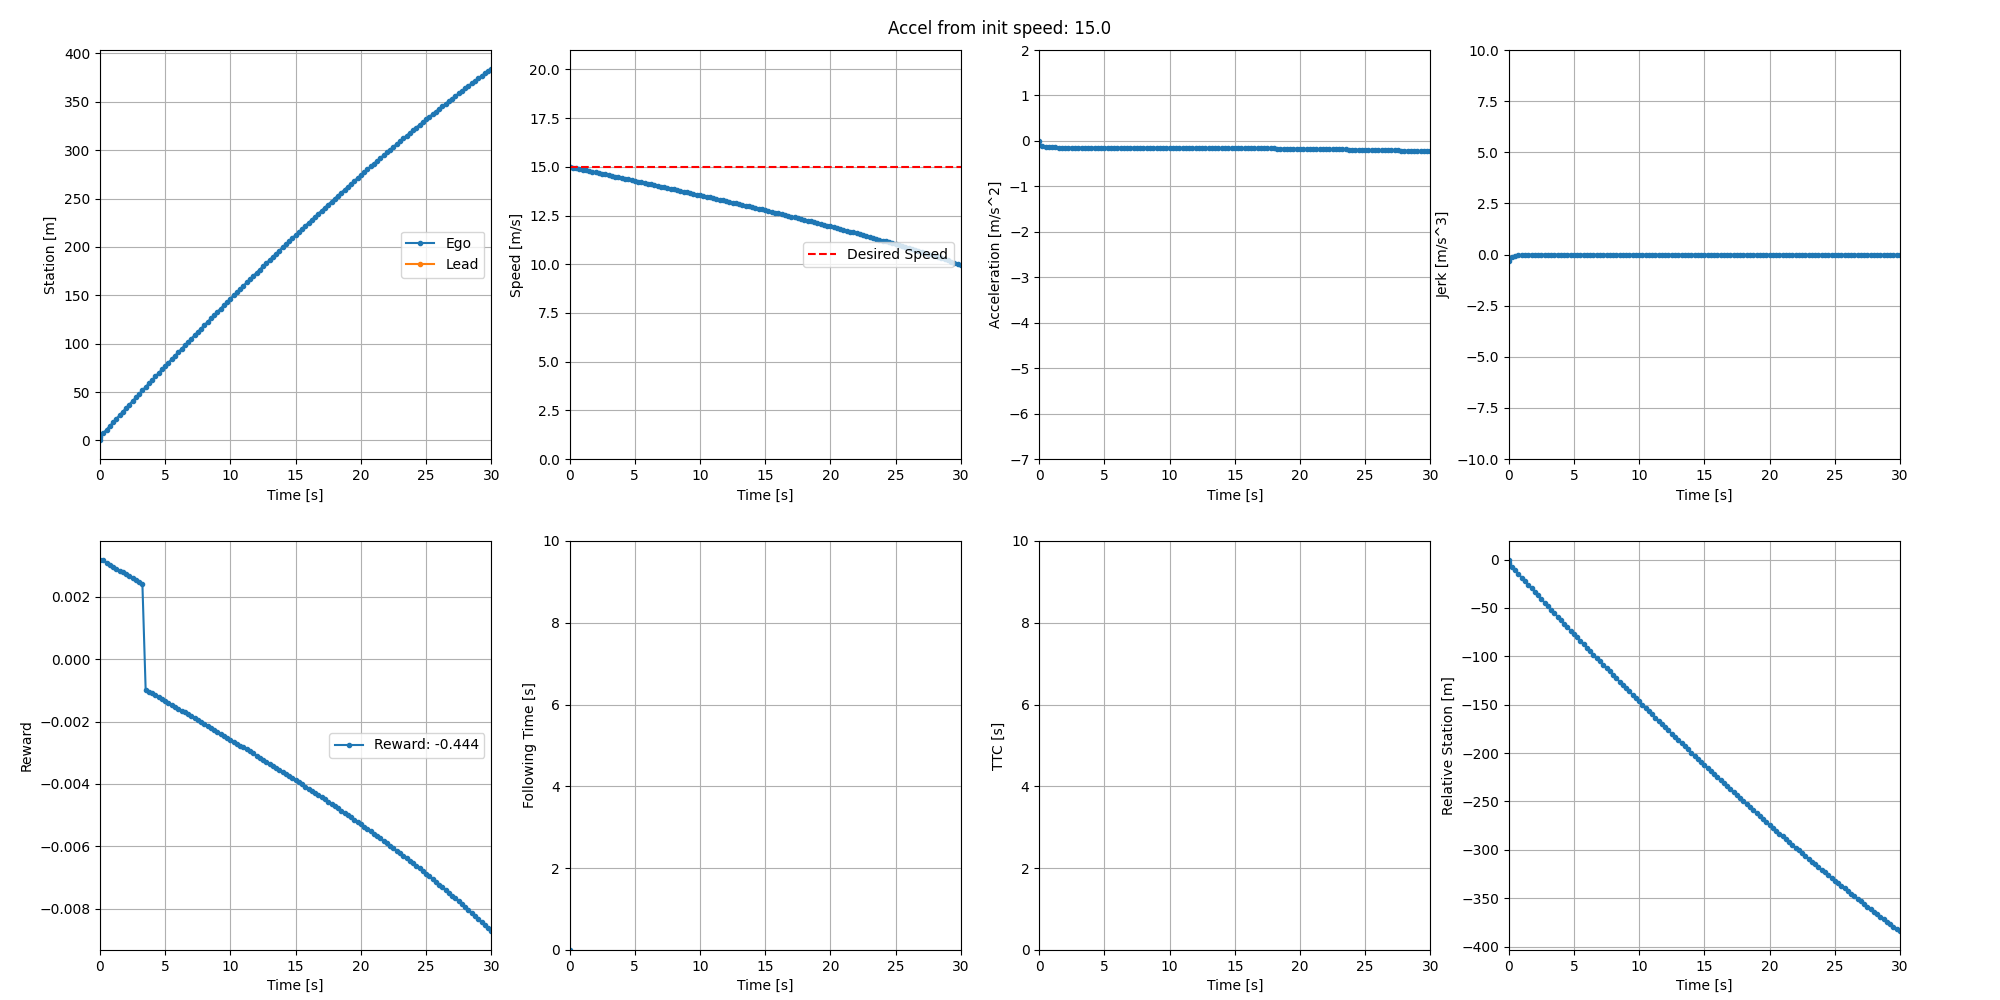 Accel from init speed: 15.0
400
350
300
250
200
150
100
50
0
Station [m]
Ego
Lead
0 5 10 15 20 25 30
Time [s]
20.0
17.5
15.0
12.5
10.0
7.5
5.0
2.5
0.0
Speed [m/s]
Desired Speed
0 5 10 15 20 25 30
Time [s]
2
1
0
−1
−2
−3
−4
−5
−6
−7
Acceleration [m/s^2]
0 5 10 15 20 25 30
Time [s]
10.0
7.5
5.0
2.5
0.0
−2.5
−5.0
−7.5
−10.0
Jerk [m/s^3]
0 5 10 15 20 25 30
Time [s]
0.002
0.000
−0.002
−0.004
−0.006
−0.008
Reward
Reward: -0.444
0 5 10 15 20 25 30
Time [s]
10
8
6
4
2
0
Following Time [s]
0 5 10 15 20 25 30
Time [s]
10
8
6
4
2
0
TTC [s]
0 5 10 15 20 25 30
Time [s]
0
−50
−100
−150
−200
−250
−300
−350
−400
Relative Station [m]
0 5 10 15 20 25 30
Time [s]